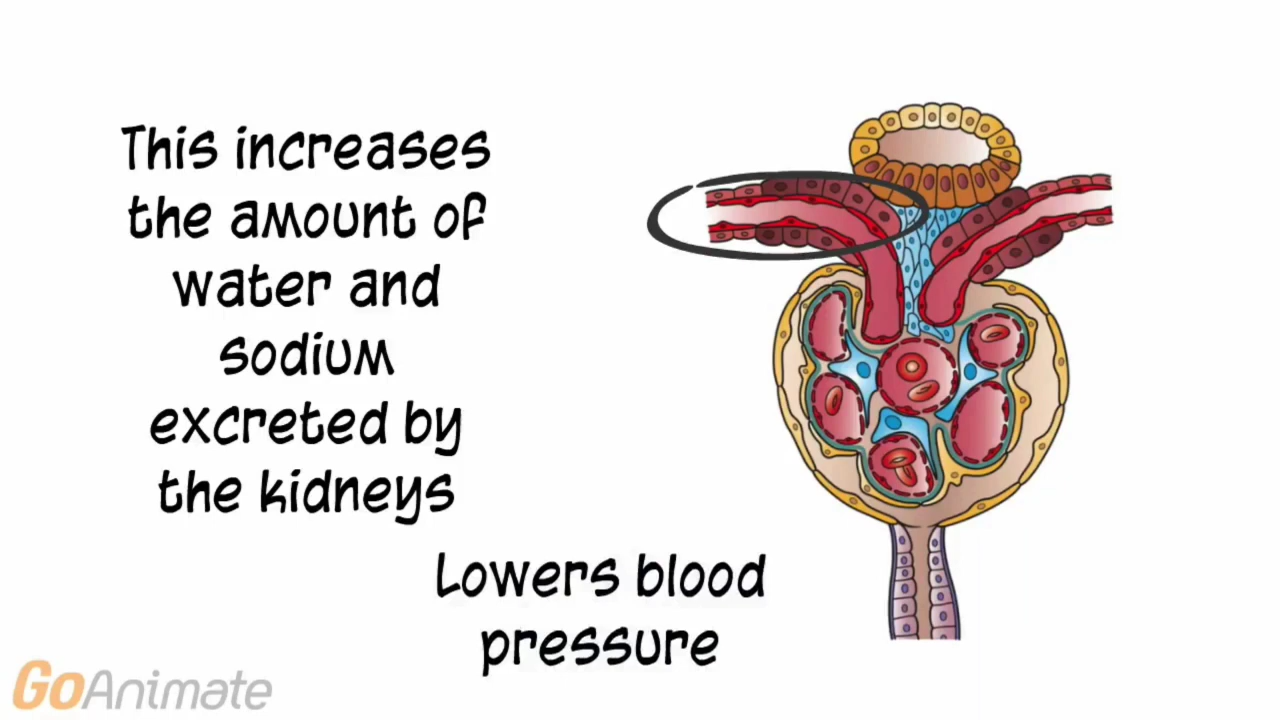 This increases
the amount of
water and
sodium
excreted by
the kidneys
Lowers blood
pressure
GoAnimate